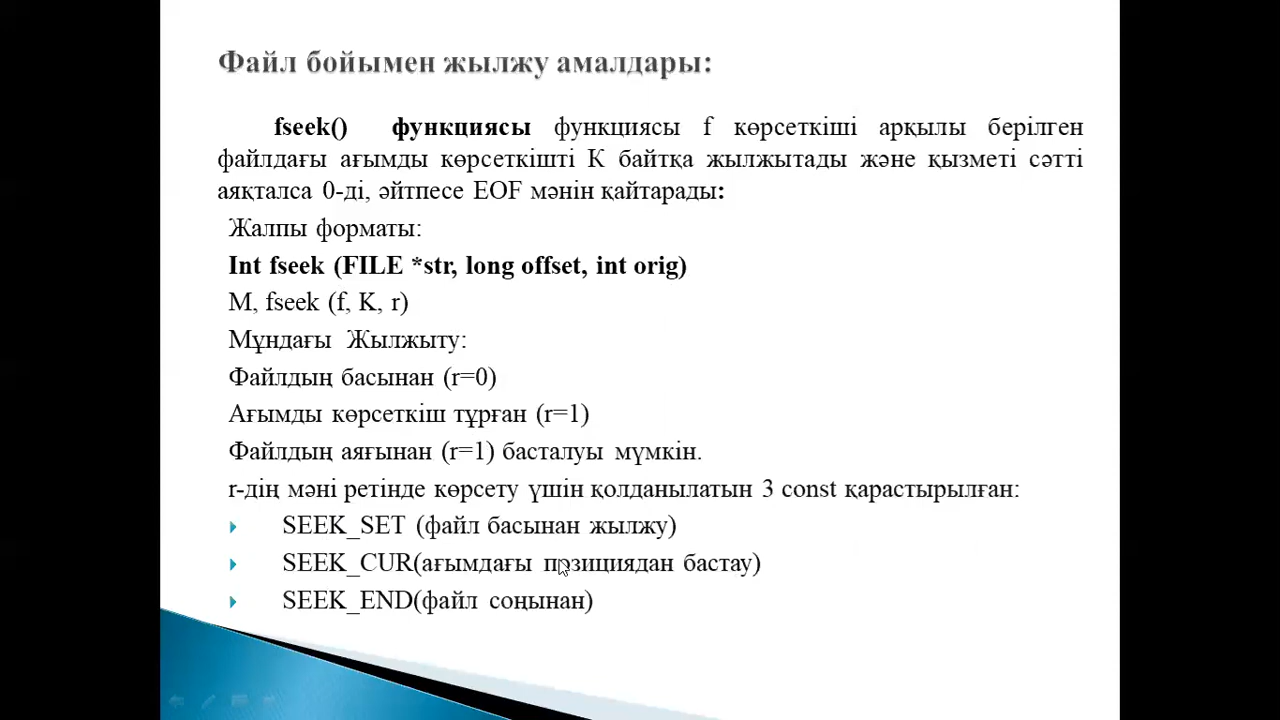 Файл бойымен жылжу амалдары:
fseek() функциясы функциясы f көрсеткіші арқылы берілген
файлдағы ағымды көрсеткішті К байтқа жылжытады және қызметі сәтті
аяқталса 0-ді, әйтпесе EOF мәнін қайтарады:
Жалпы форматы:
Int fseek (FILE *str, long offset, int orig)
M, fseek (f, K, r)
Мұндағы Жылжыту:
Файлдың басынан (r=0)
Ағымды көрсеткіш тұрған (r=1)
Файлдың аяғынан (r=1) басталуы мүмкін.
r-дің мәні ретінде көрсету үшін қолданылатын 3 const қарастырылған:
SEEK_SET (файл басынан жылжу)
SEEK_CUR(ағымдағы позициядан бастау)
SEEK_END(файл соңынан)